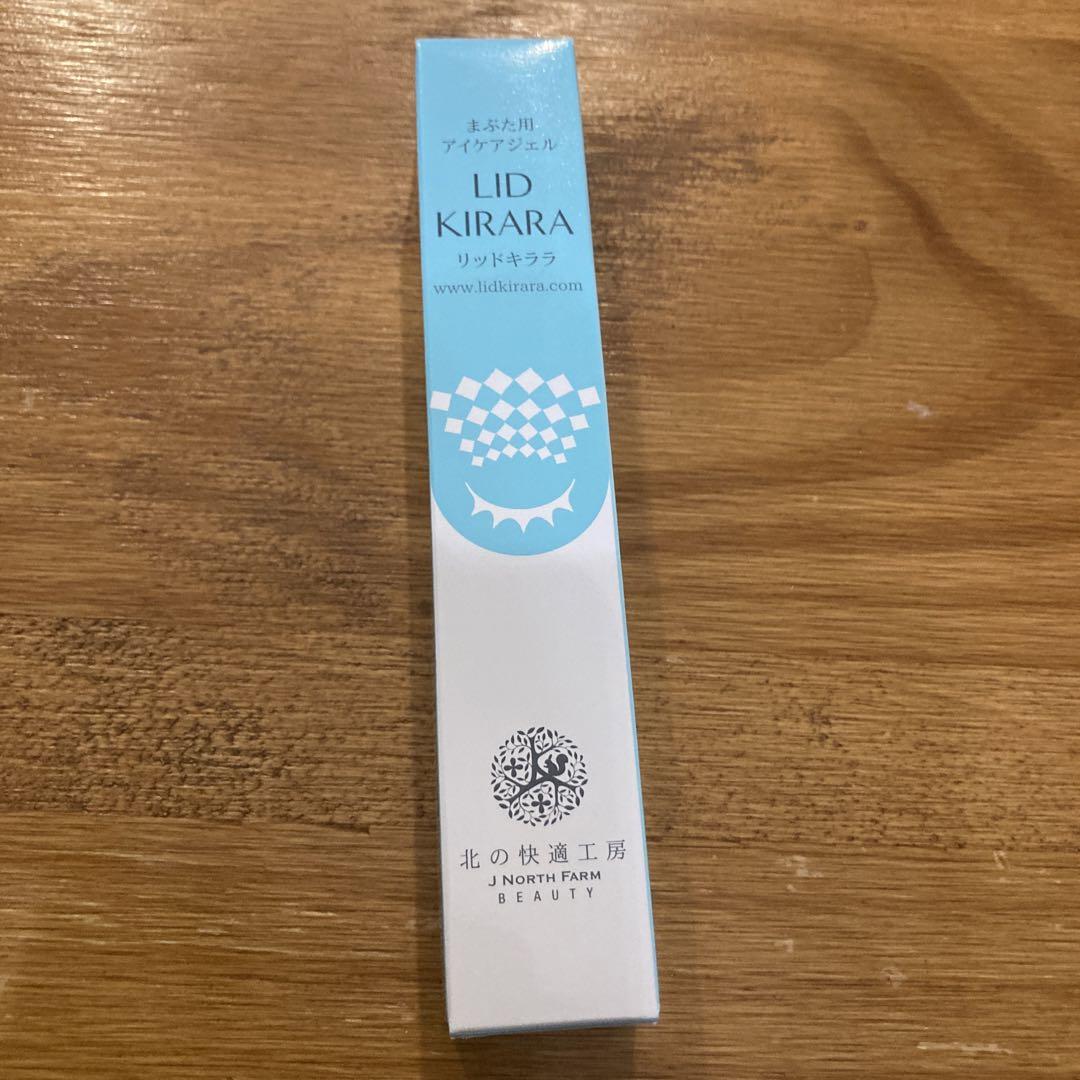 まぶた用
アイケアジェル
LID
KIRARA
リッドキララ
www.lidkirara.com
北の快適工房
J NORTH FARM
BEAUTY